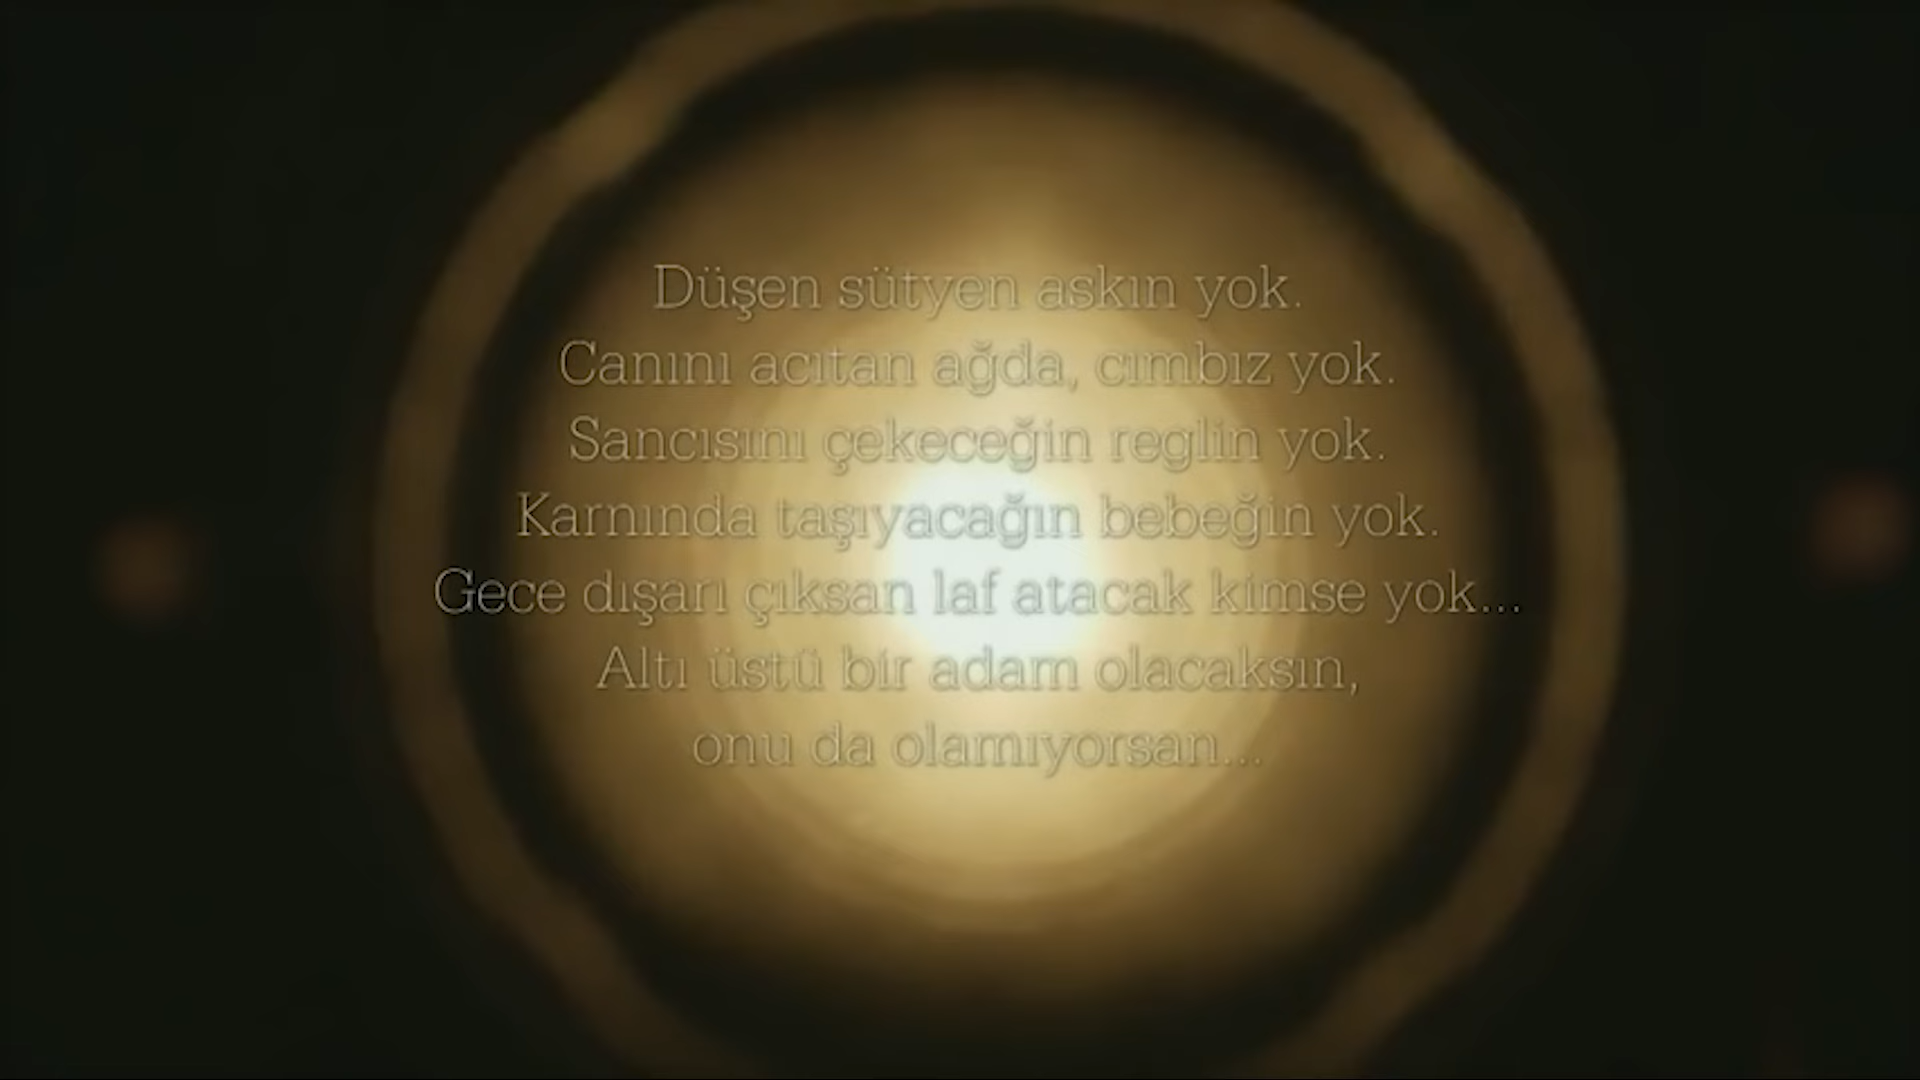 Düşen sütyen askın yok.
Canını acıtan ağda, cımbız yok.
Sancısını çekeceğin reglin yok.
Karnında taşıyacağın bebeğin yok.
Gece dışarı çıksan laf atacak kimse yok...
Altı üstü bir adam olacaksın,
onu da olamıyorsan...